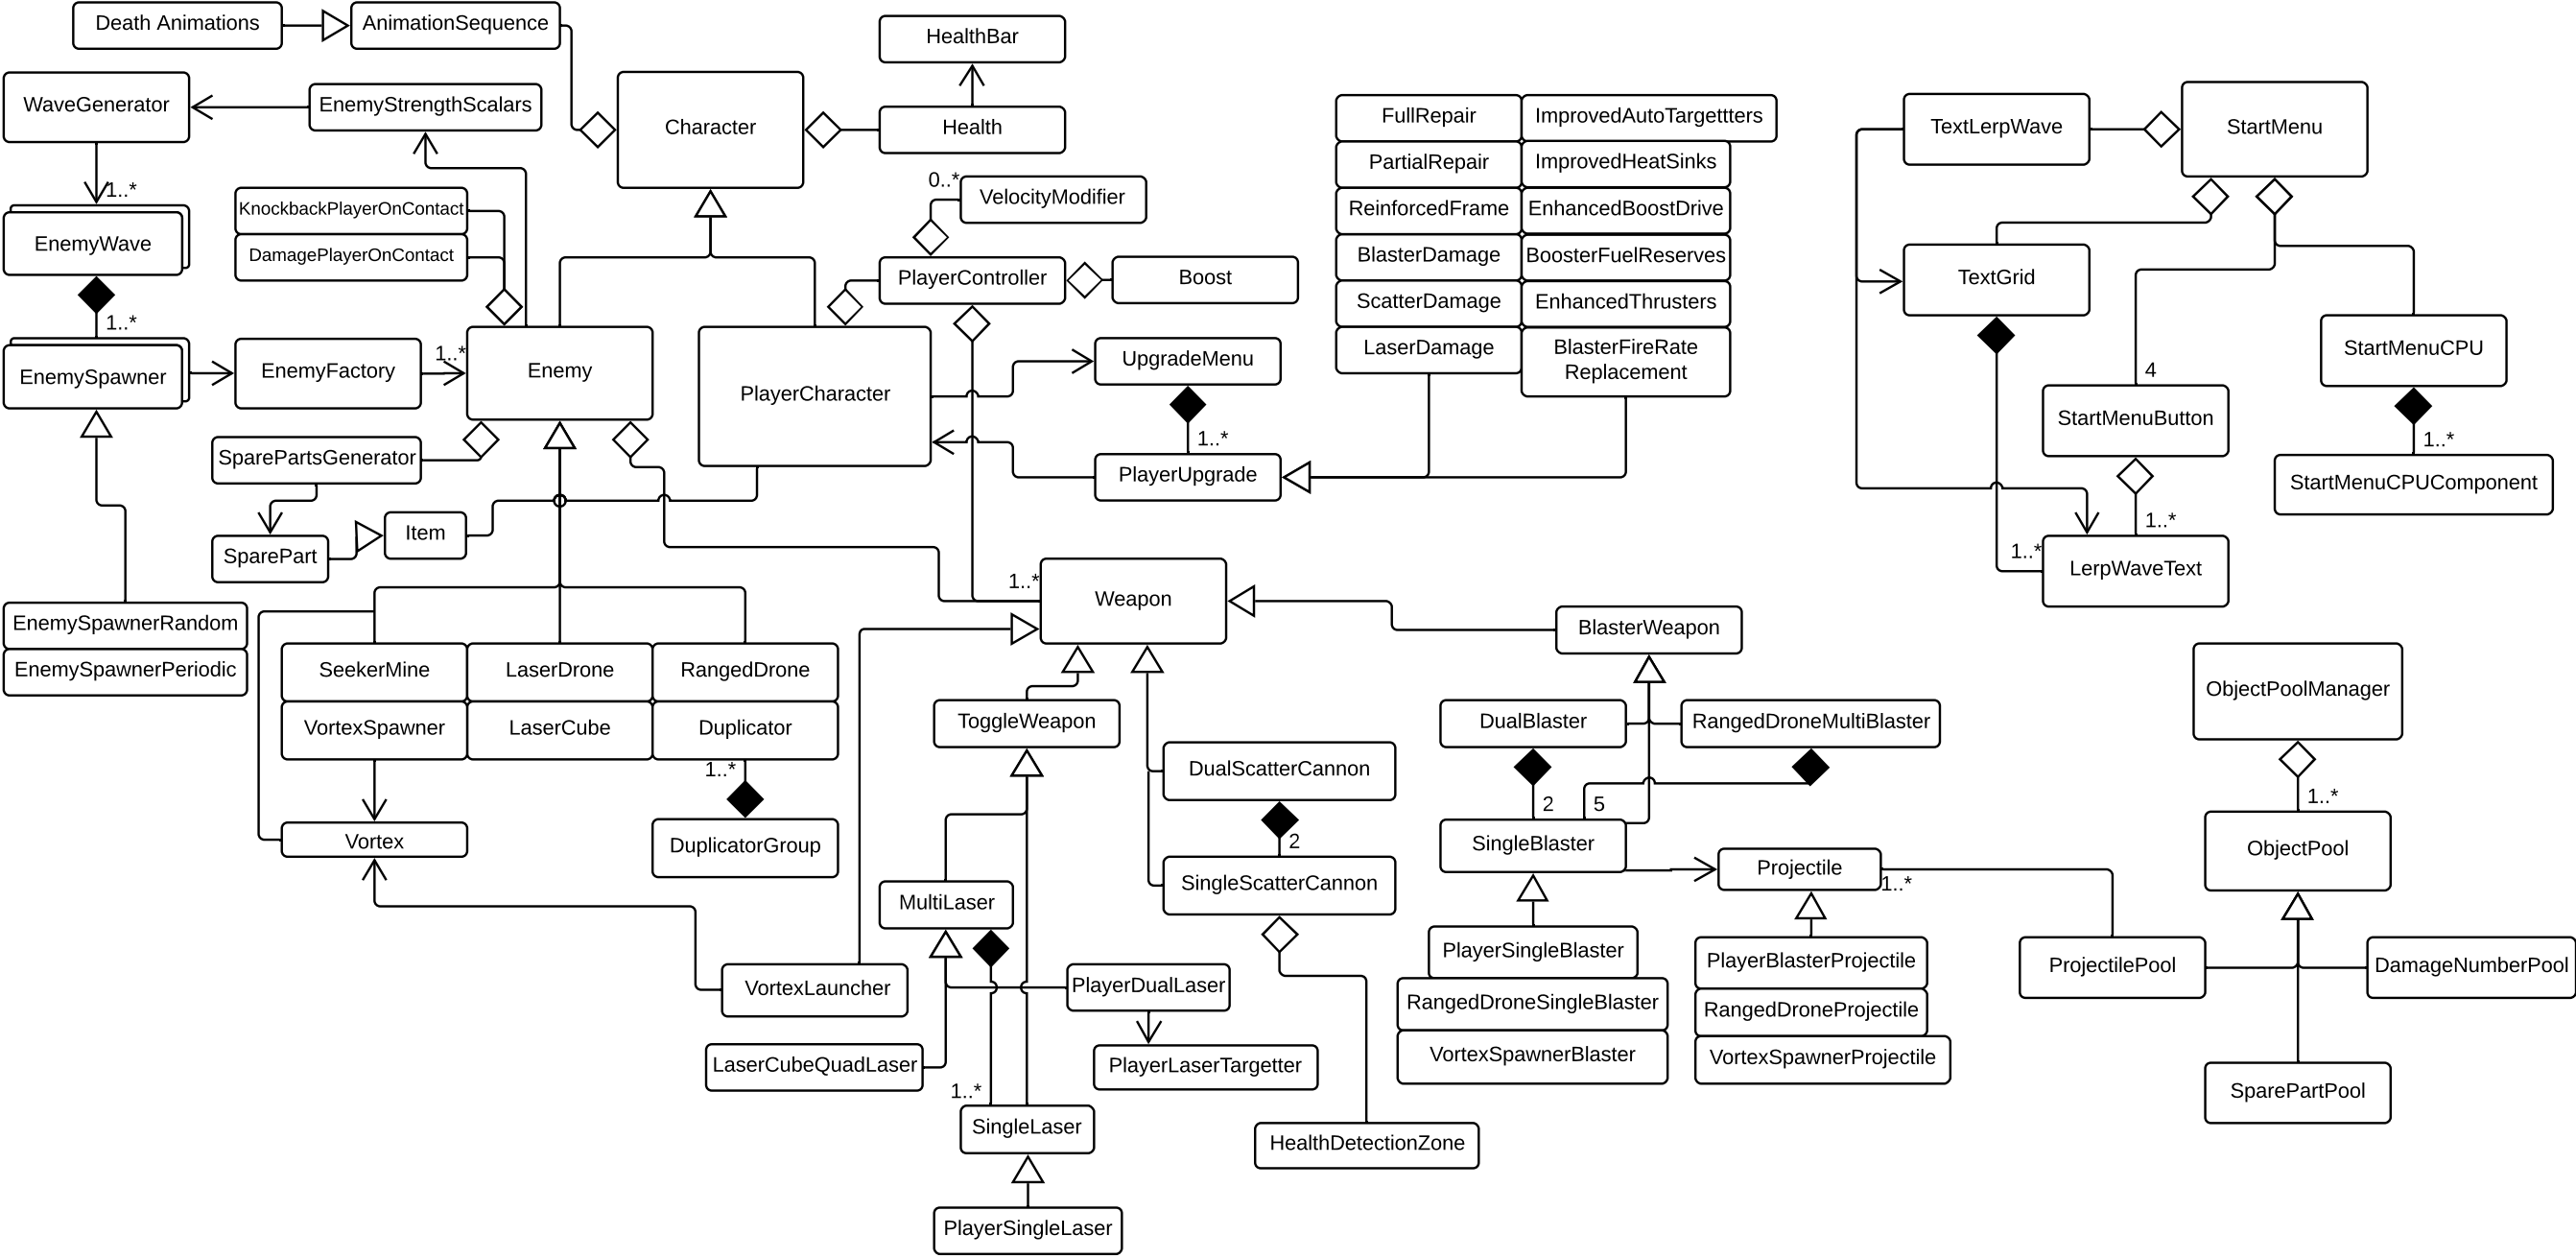 Death Animations
AnimationSequence
HealthBar
WaveGenerator
EnemyStrengthScalars
Character
Health
FullRepair
ImprovedAutoTargettters
TextLerpWave
StartMenu
PartialRepair
ImprovedHeatSinks
1..*
0..*
VelocityModifier
KnockbackPlayerOnContact
ReinforcedFrame
EnhancedBoostDrive
EnemyWave
DamagePlayerOnContact
BlasterDamage
BoosterFuelReserves
PlayerController
Boost
TextGrid
ScatterDamage
EnhancedThrusters
1..*
LaserDamage
BlasterFireRate
Replacement
StartMenuCPU
EnemySpawner
EnemyFactory
1..*
Enemy
PlayerCharacter
UpgradeMenu
4
StartMenuButton
1..*
1..*
SparePartsGenerator
PlayerUpgrade
StartMenuCPUComponent
1..*
Item
SparePart
1..*
LerpWaveText
1..*
Weapon
EnemySpawnerRandom
BlasterWeapon
EnemySpawnerPeriodic
SeekerMine
LaserDrone
RangedDrone
ObjectPoolManager
VortexSpawner
LaserCube
Duplicator
ToggleWeapon
DualBlaster
RangedDroneMultiBlaster
1..*
DualScatterCannon
2
5
1..*
Vortex
DuplicatorGroup
2
SingleBlaster
ObjectPool
Projectile
1..*
SingleScatterCannon
MultiLaser
PlayerSingleBlaster
PlayerBlasterProjectile
ProjectilePool
DamageNumberPool
VortexLauncher
PlayerDualLaser
RangedDroneSingleBlaster
RangedDroneProjectile
LaserCubeQuadLaser
PlayerLaserTargetter
VortexSpawnerBlaster
VortexSpawnerProjectile
1..*
SparePartPool
SingleLaser
HealthDetectionZone
PlayerSingleLaser